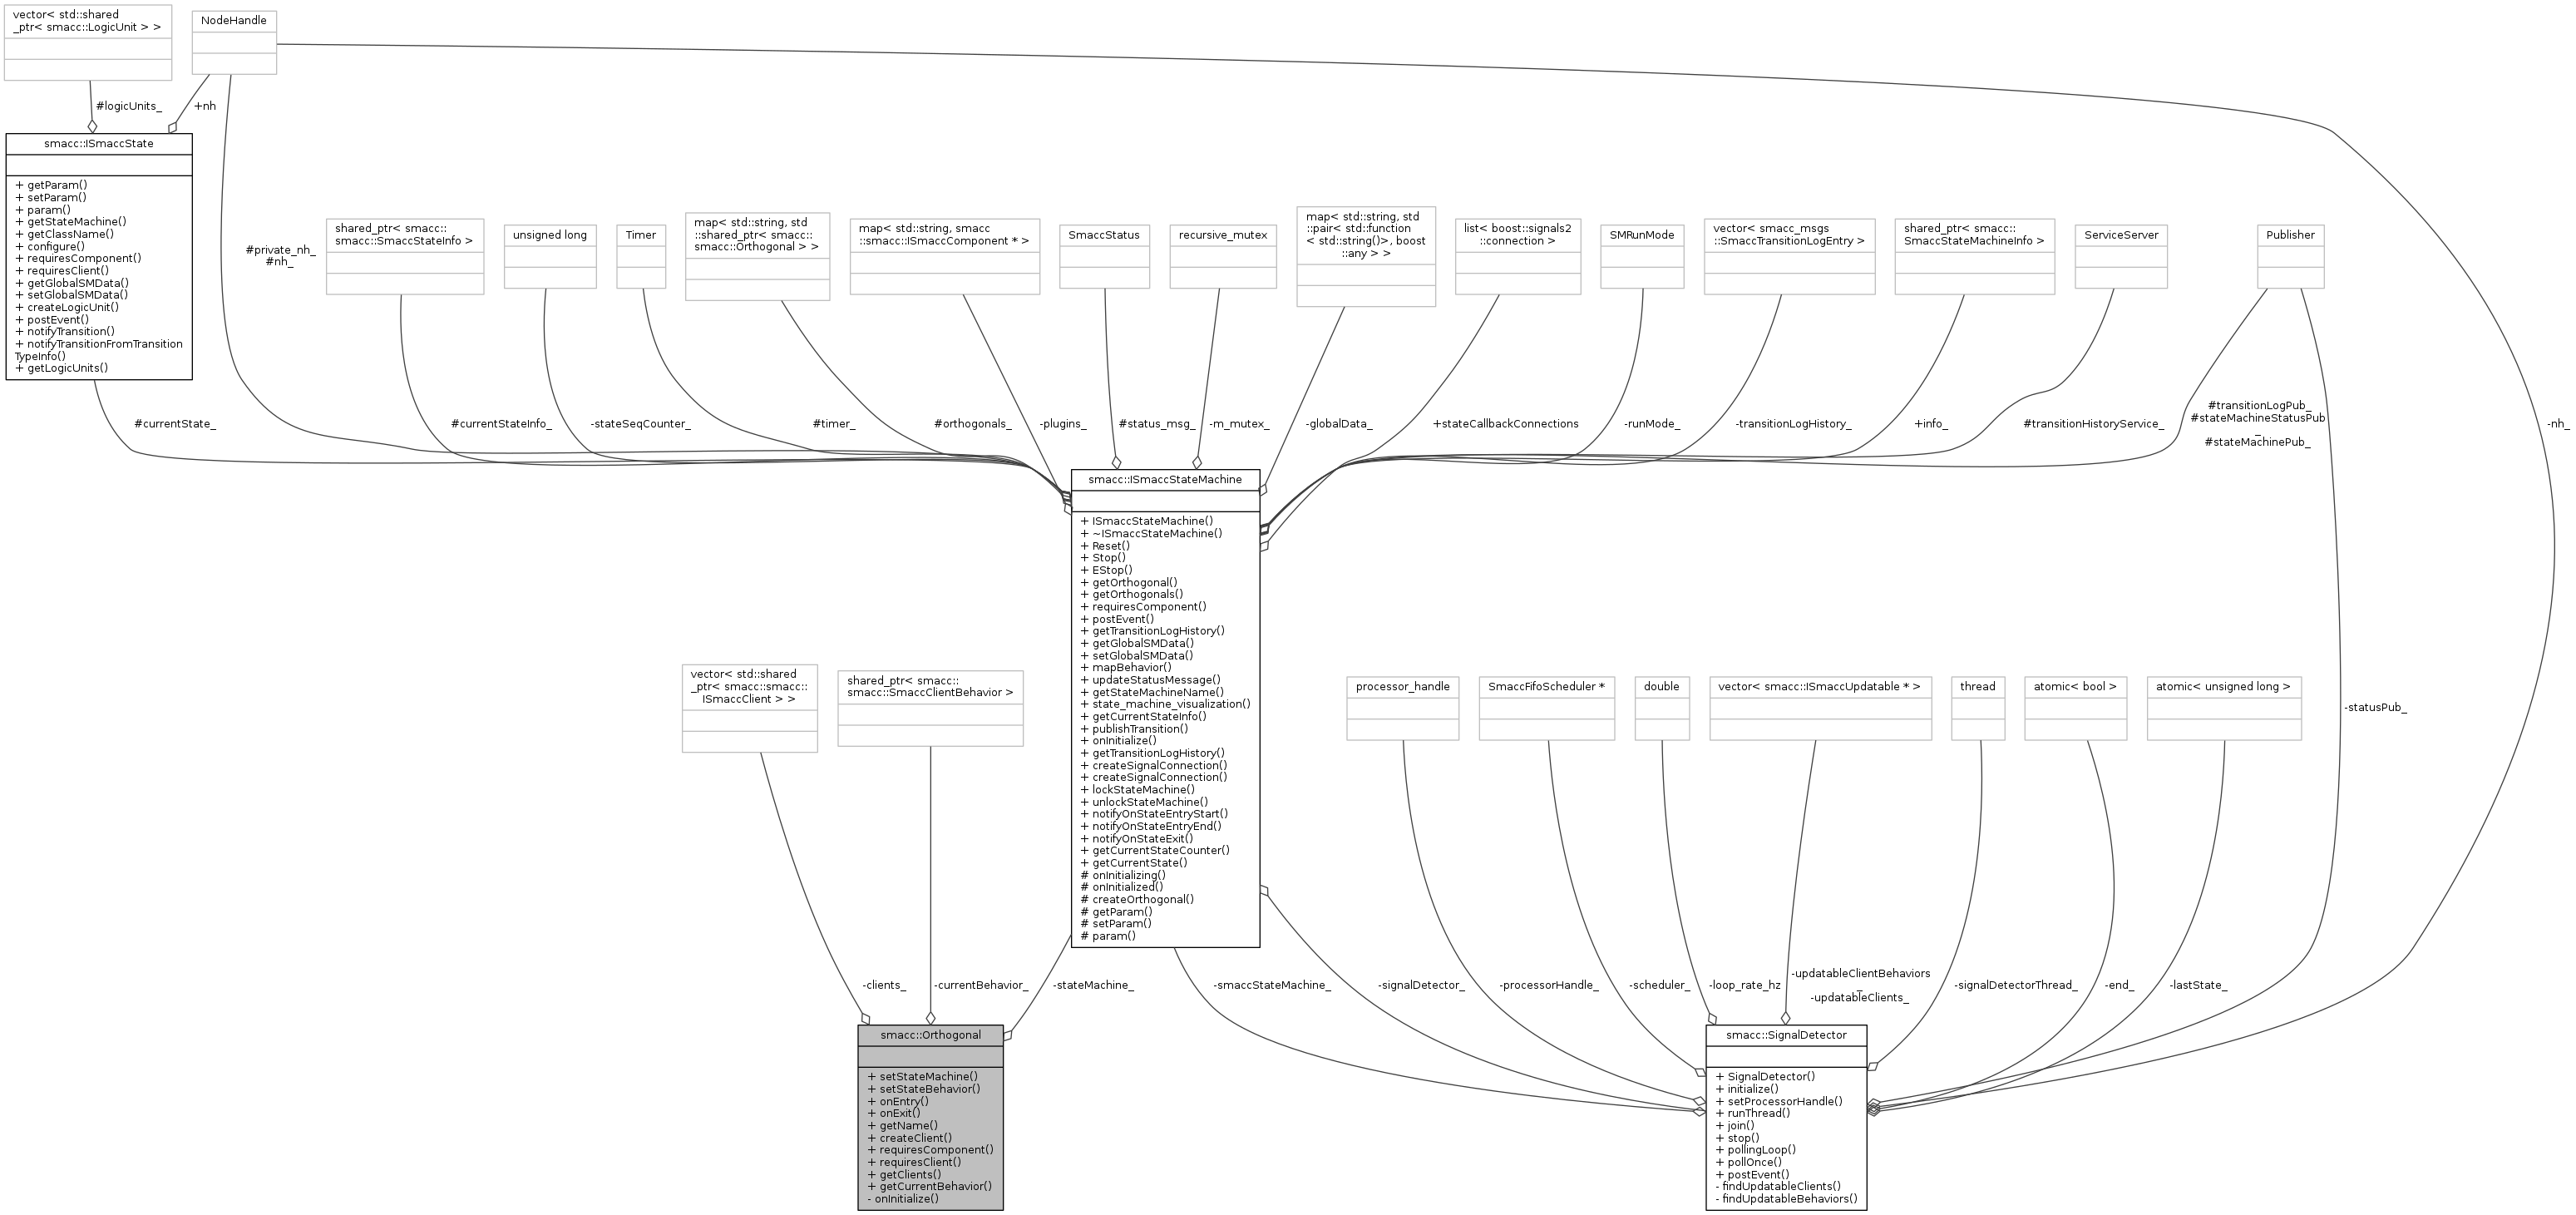 vector< std::shared
_ptr< smacc::LogicUnit > >
NodeHandle
#logicUnits_
+nh
smacc::ISmaccState
+ getParam()
+ setParam()
+ param()
+ getStateMachine()
+ getClassName()
+ configure()
+ requiresComponent()
+ requiresClient()
+ getGlobalSMData()
+ setGlobalSMData()
+ createLogicUnit()
+ postEvent()
+ notifyTransition()
+ notifyTransitionFromTransition
TypeInfo()
+ getLogicUnits()
#private_nh_
#nh_
shared_ptr< smacc::
smacc::SmaccStateInfo >
unsigned long
Timer
map< std::string, std
::shared_ptr< smacc::
smacc::Orthogonal > >
map< std::string, smacc
::smacc::ISmaccComponent * >
SmaccStatus
recursive_mutex
map< std::string, std
::pair< std::function
< std::string()>, boost
::any > >
list< boost::signals2
::connection >
SMRunMode
vector< smacc_msgs
::SmaccTransitionLogEntry >
shared_ptr< smacc::
SmaccStateMachineInfo >
ServiceServer
Publisher
#currentState_
#currentStateInfo_
-stateSeqCounter_
#timer_
#orthogonals_
-plugins_
#status_msg_
-m_mutex_
-globalData_
+stateCallbackConnections
-runMode_
-transitionLogHistory_
+info_
#transitionHistoryService_
#transitionLogPub_
#stateMachineStatusPub
_
#stateMachinePub_
-nh_
smacc::ISmaccStateMachine
+ ISmaccStateMachine()
+ ~ISmaccStateMachine()
+ Reset()
+ Stop()
+ EStop()
+ getOrthogonal()
+ getOrthogonals()
+ requiresComponent()
+ postEvent()
+ getTransitionLogHistory()
+ getGlobalSMData()
+ setGlobalSMData()
+ mapBehavior()
+ updateStatusMessage()
+ getStateMachineName()
+ state_machine_visualization()
+ getCurrentStateInfo()
+ publishTransition()
+ onInitialize()
+ getTransitionLogHistory()
+ createSignalConnection()
+ createSignalConnection()
+ lockStateMachine()
+ unlockStateMachine()
+ notifyOnStateEntryStart()
+ notifyOnStateEntryEnd()
+ notifyOnStateExit()
+ getCurrentStateCounter()
+ getCurrentState()
# onInitializing()
# onInitialized()
# createOrthogonal()
# getParam()
# setParam()
# param()
vector< std::shared
_ptr< smacc::smacc::
ISmaccClient > >
shared_ptr< smacc::
smacc::SmaccClientBehavior >
processor_handle
SmaccFifoScheduler *
double
vector< smacc::ISmaccUpdatable * >
thread
atomic< bool >
atomic< unsigned long >
-statusPub_
-clients_
-currentBehavior_
-stateMachine_
-smaccStateMachine_
-signalDetector_
-processorHandle_
-scheduler_
-loop_rate_hz
-updatableClientBehaviors
_
-updatableClients_
-signalDetectorThread_
-end_
-lastState_
smacc::Orthogonal
+ setStateMachine()
+ setStateBehavior()
+ onEntry()
+ onExit()
+ getName()
+ createClient()
+ requiresComponent()
+ requiresClient()
+ getClients()
+ getCurrentBehavior()
- onInitialize()
smacc::SignalDetector
+ SignalDetector()
+ initialize()
+ setProcessorHandle()
+ runThread()
+ join()
+ stop()
+ pollingLoop()
+ pollOnce()
+ postEvent()
- findUpdatableClients()
- findUpdatableBehaviors()